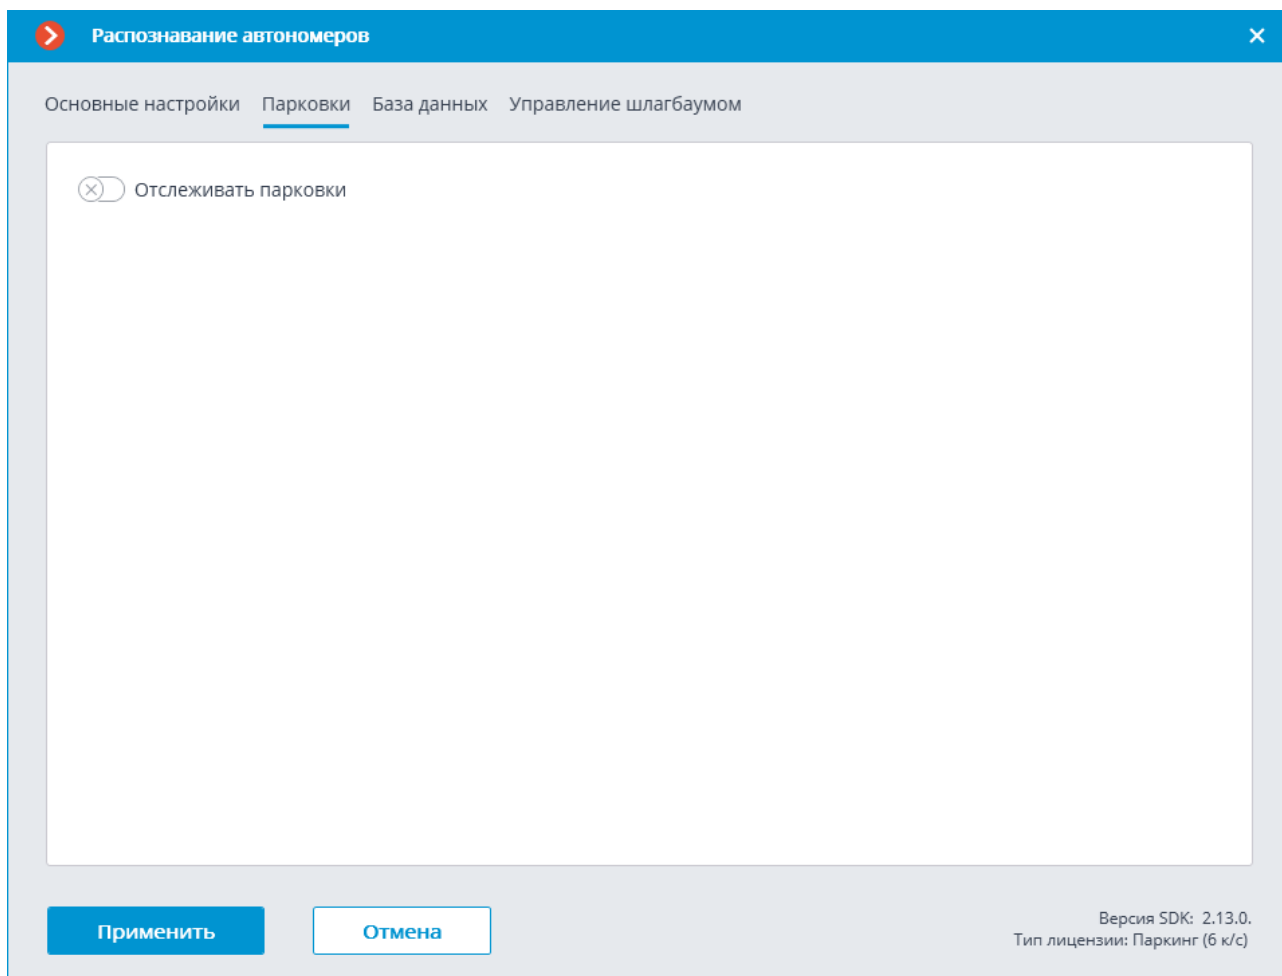 Распознавание автономеров
Основные настройки Парковки База данных Управление шлагбаумом
Отслеживать парковки
Применить Отмена
Версия SDK: 2.13.0.
Тип лицензии: Паркинг (6 к/с)